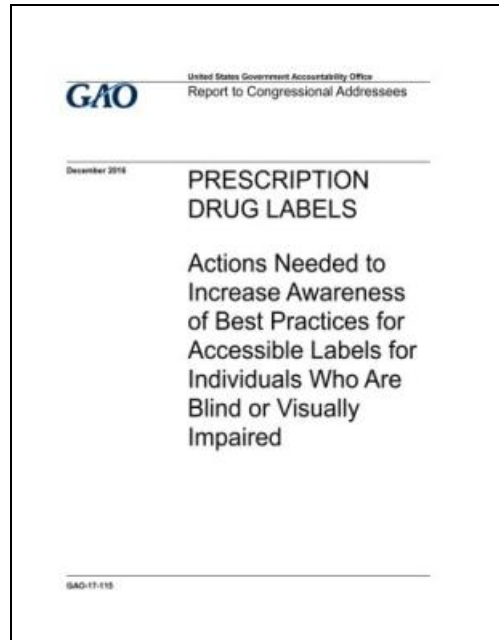 United States Government Accountability Office
GAO
Report to Congressional Addressees
December 2016
PRESCRIPTION
DRUG LABELS
Actions Needed to
Increase Awareness
of Best Practices for
Accessible Labels for
Individuals Who Are
Blind or Visually
Impaired
GAO-17-115